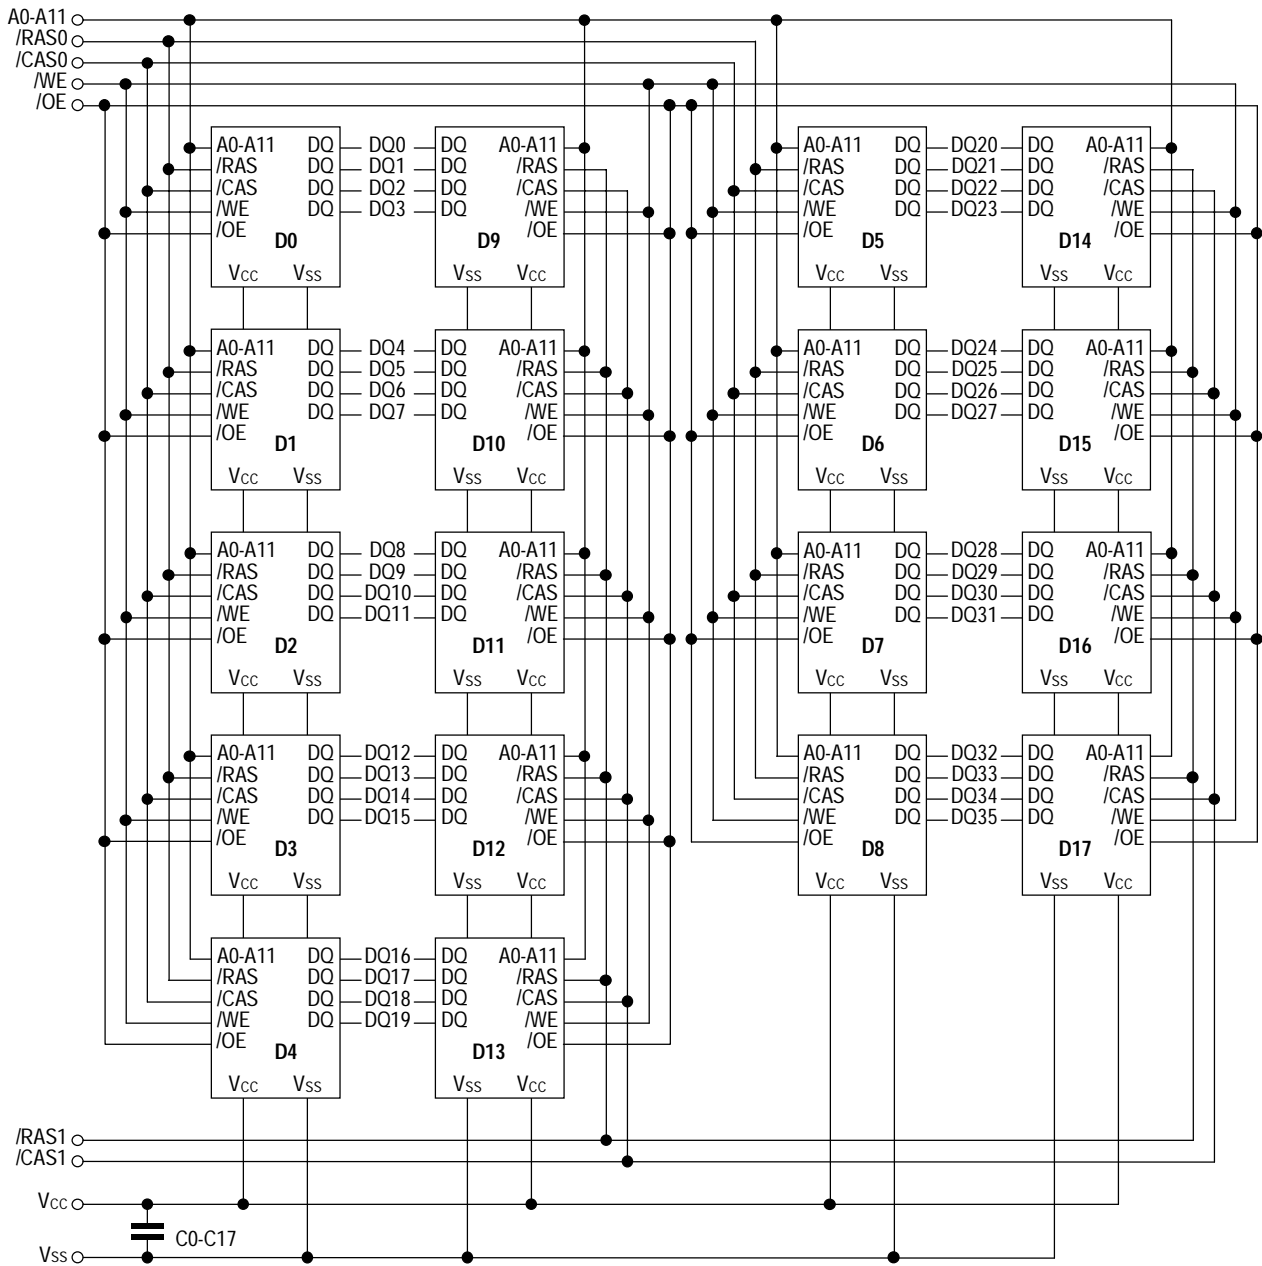 A0-A11
/RAS0
/CAS0
/WE
/OE
A0-A11 DQ DQ0 DQ A0-A11 A0-A11 DQ DQ20 DQ A0-A11
/RAS DQ DQ1 DQ /RAS /RAS DQ DQ21 DQ /RAS
/CAS DQ DQ2 DQ /CAS /CAS DQ DQ22 DQ /CAS
/WE DQ DQ3 DQ /WE /WE DQ DQ23 DQ /WE
/OE D0 D9 /OE /OE D5 D14 /OE
Vcc Vss Vss Vcc Vcc Vss Vss Vcc
A0-A11 DQ DQ4 DQ A0-A11 A0-A11 DQ DQ24 DQ A0-A11
/RAS DQ DQ5 DQ /RAS /RAS DQ DQ25 DQ /RAS
/CAS DQ DQ6 DQ /CAS /CAS DQ DQ26 DQ /CAS
/WE DQ DQ7 DQ /WE /WE DQ DQ27 DQ /WE
/OE D1 D10 /OE /OE D6 D15 /OE
Vcc Vss Vss Vcc Vcc Vss Vss Vcc
A0-A11 DQ DQ8 DQ A0-A11 A0-A11 DQ DQ28 DQ A0-A11
/RAS DQ DQ9 DQ /RAS /RAS DQ DQ29 DQ /RAS
/CAS DQ DQ10 DQ /CAS /CAS DQ DQ30 DQ /CAS
/WE DQ DQ11 DQ /WE /WE DQ DQ31 DQ /WE
/OE D2 D11 /OE /OE D7 D16 /OE
Vcc Vss Vss Vcc Vcc Vss Vss Vcc
A0-A11 DQ DQ12 DQ A0-A11 A0-A11 DQ DQ32 DQ A0-A11
/RAS DQ DQ13 DQ /RAS /RAS DQ DQ33 DQ /RAS
/CAS DQ DQ14 DQ /CAS /CAS DQ DQ34 DQ /CAS
/WE DQ DQ15 DQ /WE /WE DQ DQ35 DQ /WE
/OE D3 D12 /OE /OE D8 D17 /OE
Vcc Vss Vss Vcc Vcc Vss Vss Vcc
A0-A11 DQ DQ16 DQ A0-A11
/RAS DQ DQ17 DQ /RAS
/CAS DQ DQ18 DQ /CAS
/WE DQ DQ19 DQ /WE
/OE D4 D13 /OE
Vcc Vss Vss Vcc
/RAS1
/CAS1
Vcc
C0-C17
Vss